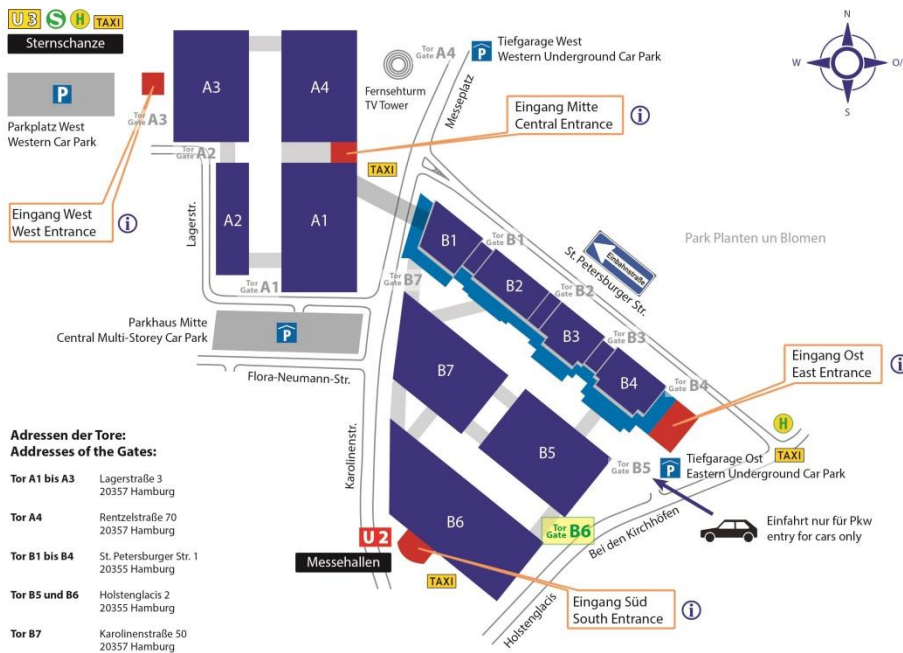 U3 S H TAXI
Sternschanze
P
Parkplatz West
Western Car Park
Tor
Gate A3
A3
A4
Fernsehturm
TV Tower
Tor
Gate A4
P
Tiefgarage West
Western Underground Car Park
Messeplatz
N
W
O/
S
Eingang Mitte
Central Entrance
i
Tor
Gate A2
TAXI
Eingang West
West Entrance
i
Lagerstr.
A2
A1
Tor
Gate A1
B1
Tor
Gate B1
Einbahnstraße
St. Petersburger Str.
Park Planten un Blomen
Tor
Gate B7
B2
Tor
Gate B2
B3
Tor
Gate B3
B4
Tor
Gate B4
Parkhaus Mitte
Central Multi-Storey Car Park
P
Flora-Neumann-Str.
Eingang Ost
East Entrance
i
B7
B5
H
TAXI
Tor
Gate B5
P
Tiefgarage Ost
Eastern Underground Car Park
Karolinenstr.
B6
Tor
Gate B6
Bei den Kirchhöfen
Einfahrt nur für Pkw
entry for cars only
U2
Messehallen
TAXI
Holstenglacis
Eingang Süd
South Entrance
i
Adressen der Tore:
Addresses of the Gates:
Tor A1 bis A3 Lagerstraße 3
20357 Hamburg
Tor A4 Rentzelstraße 70
20357 Hamburg
Tor B1 bis B4 St. Petersburger Str. 1
20355 Hamburg
Tor B5 und B6 Holstenglacis 2
20355 Hamburg
Tor B7 Karolinenstraße 50
20357 Hamburg